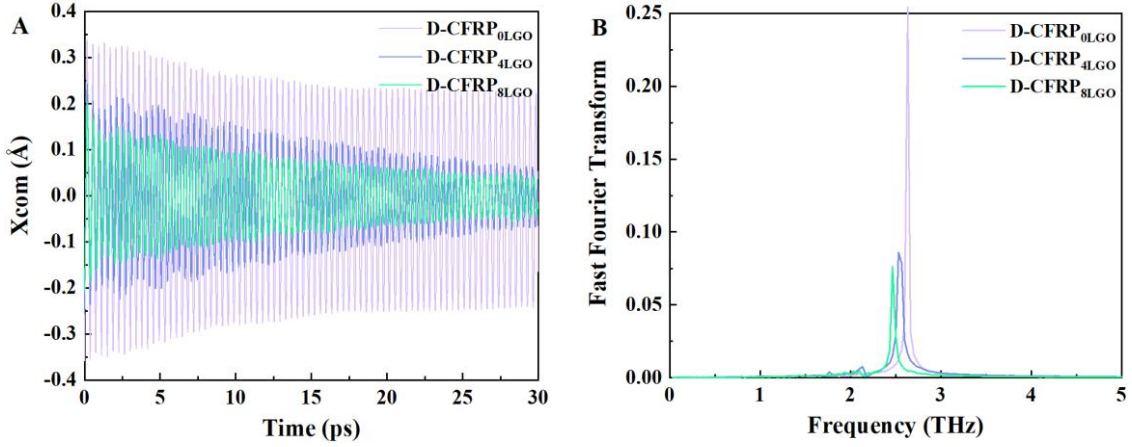 A
D-CFRP0LGO
D-CFRP4LGO
D-CFRP8LGO
Xcom (Å)
0.4
0.3
0.2
0.1
0.0
-0.1
-0.2
-0.3
-0.4
0 5 10 15 20 25 30
Time (ps)
B
D-CFRP0LGO
D-CFRP4LGO
D-CFRP8LGO
Fast Fourier Transform
0.25
0.20
0.15
0.10
0.05
0.00
0 1 2 3 4 5
Frequency (THz)